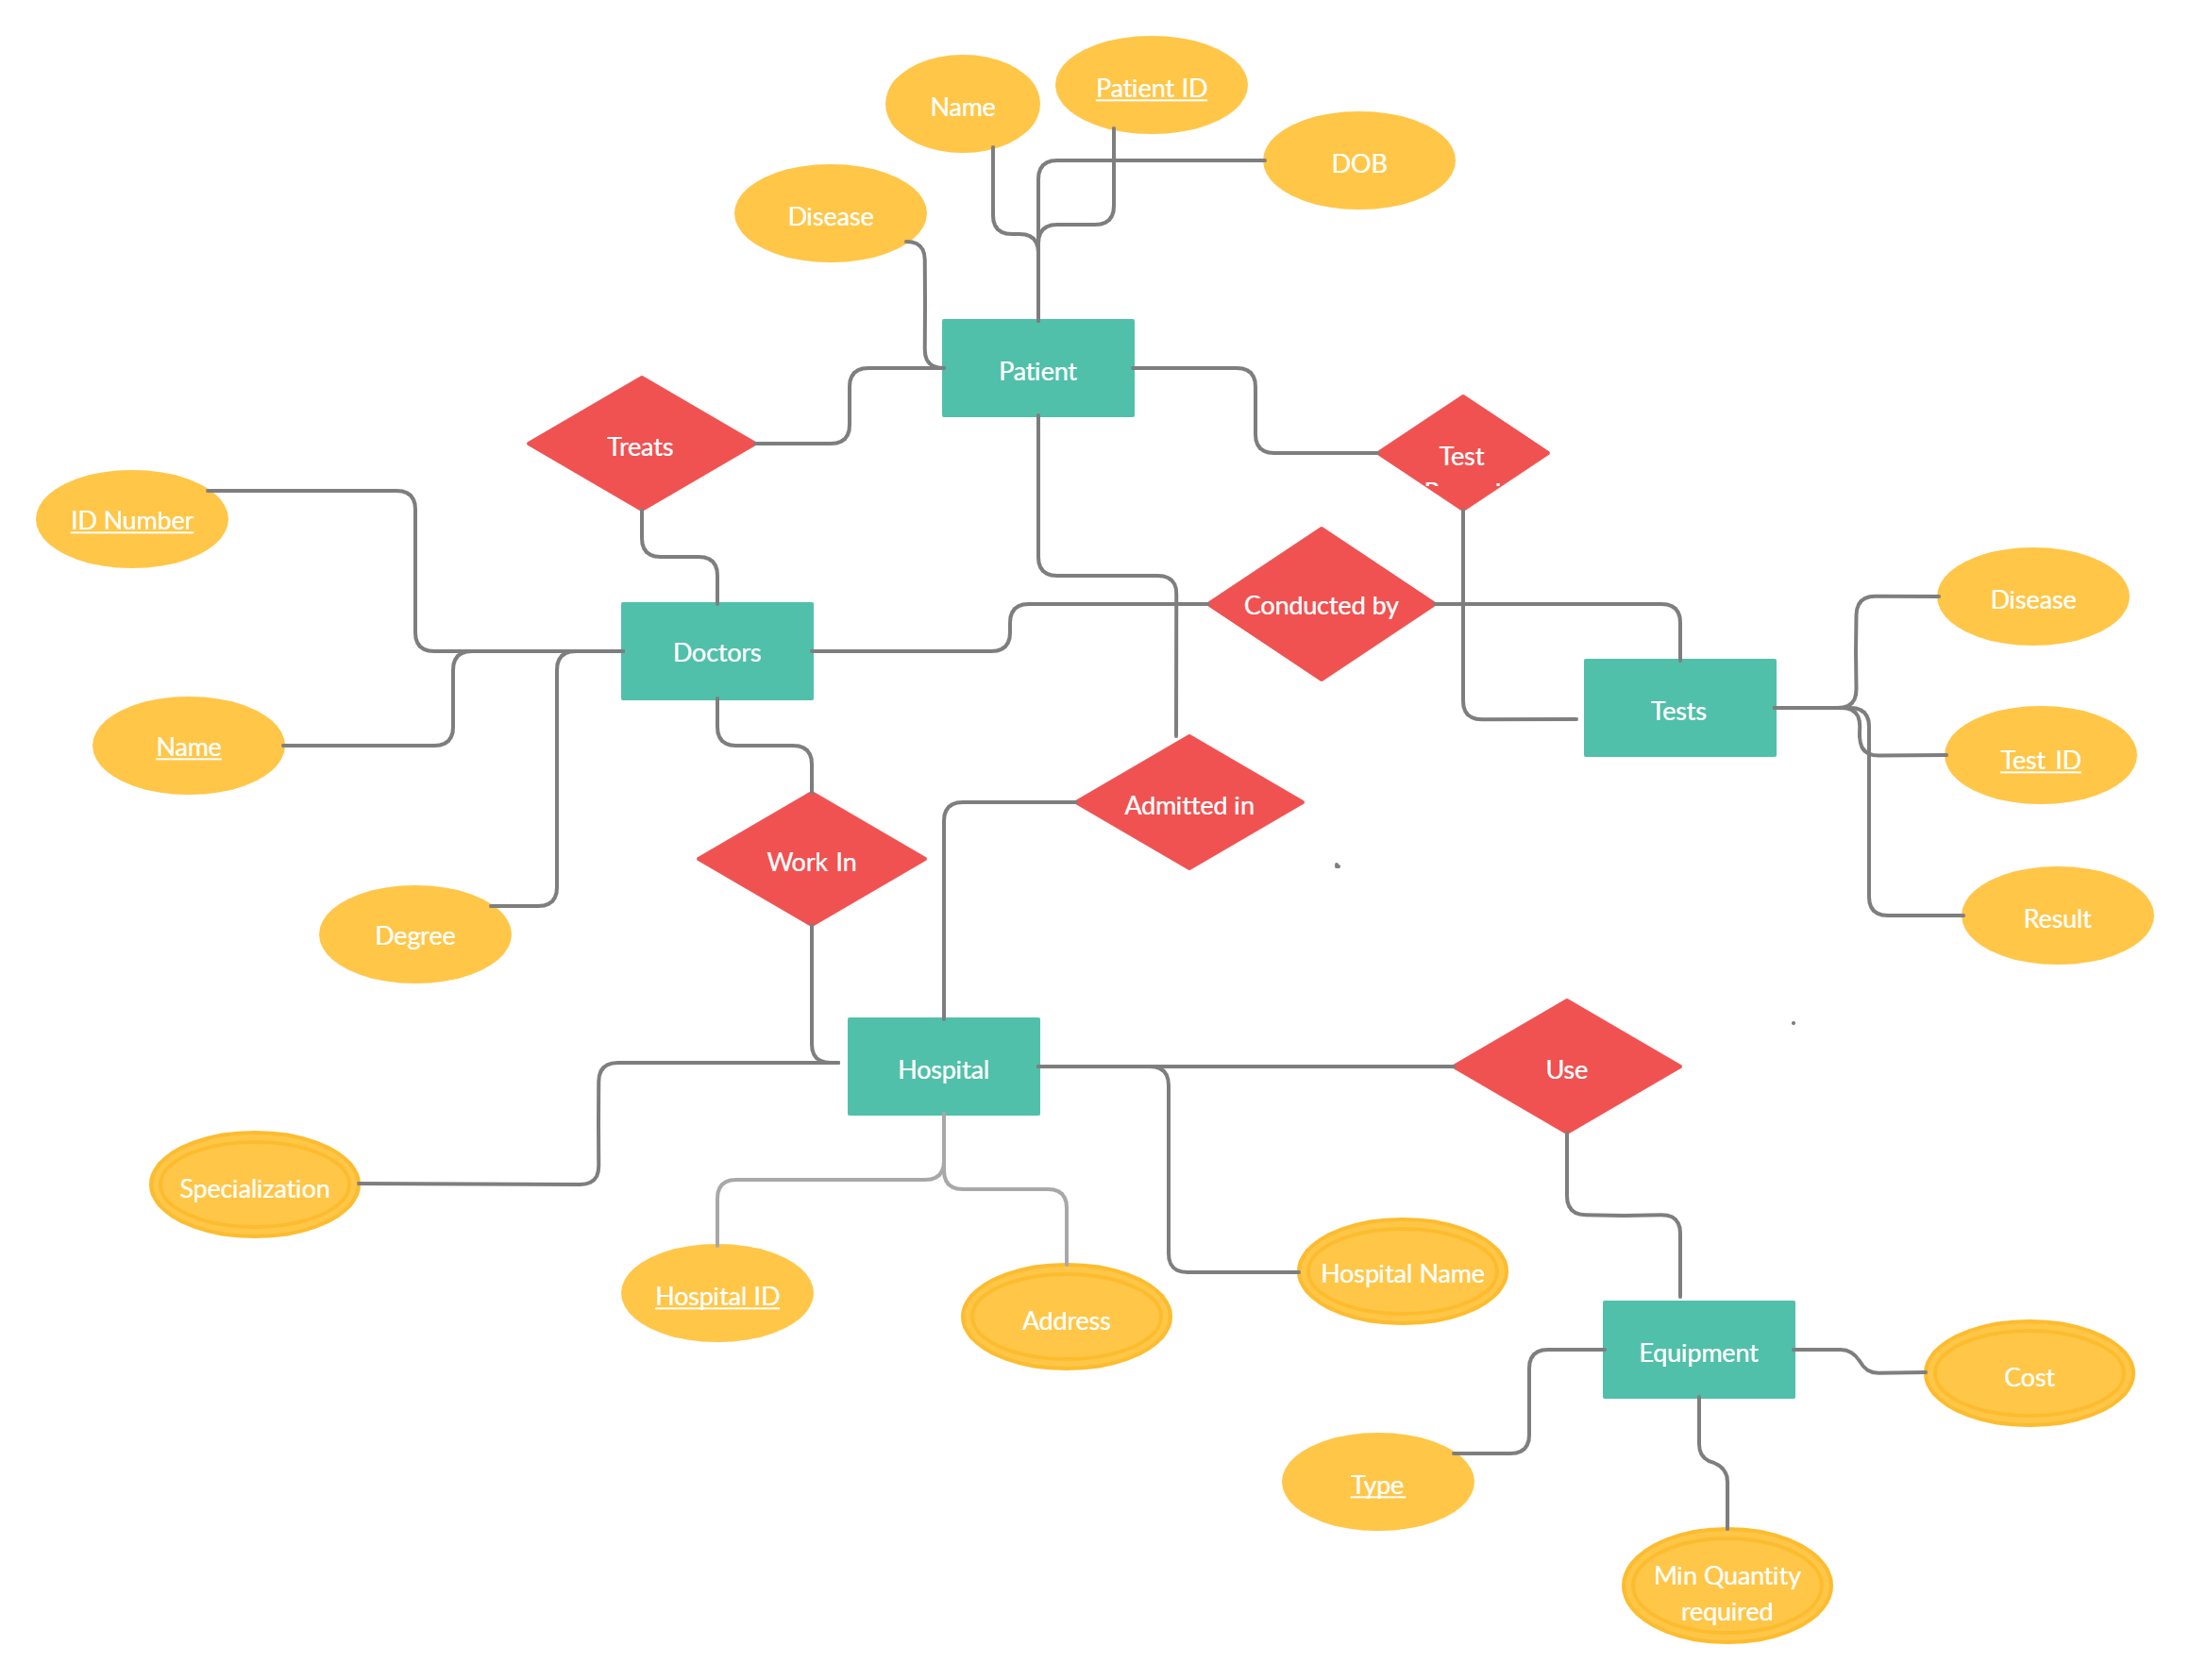 Name
Patient ID
DOB
Disease
Patient
Treats
Test
ID Number
Conducted by
Disease
Doctors
Tests
Name
Test ID
Admitted in
Work In
Degree
Result
Hospital
Use
Specialization
Hospital ID
Address
Hospital Name
Equipment
Cost
Type
Min Quantity
required